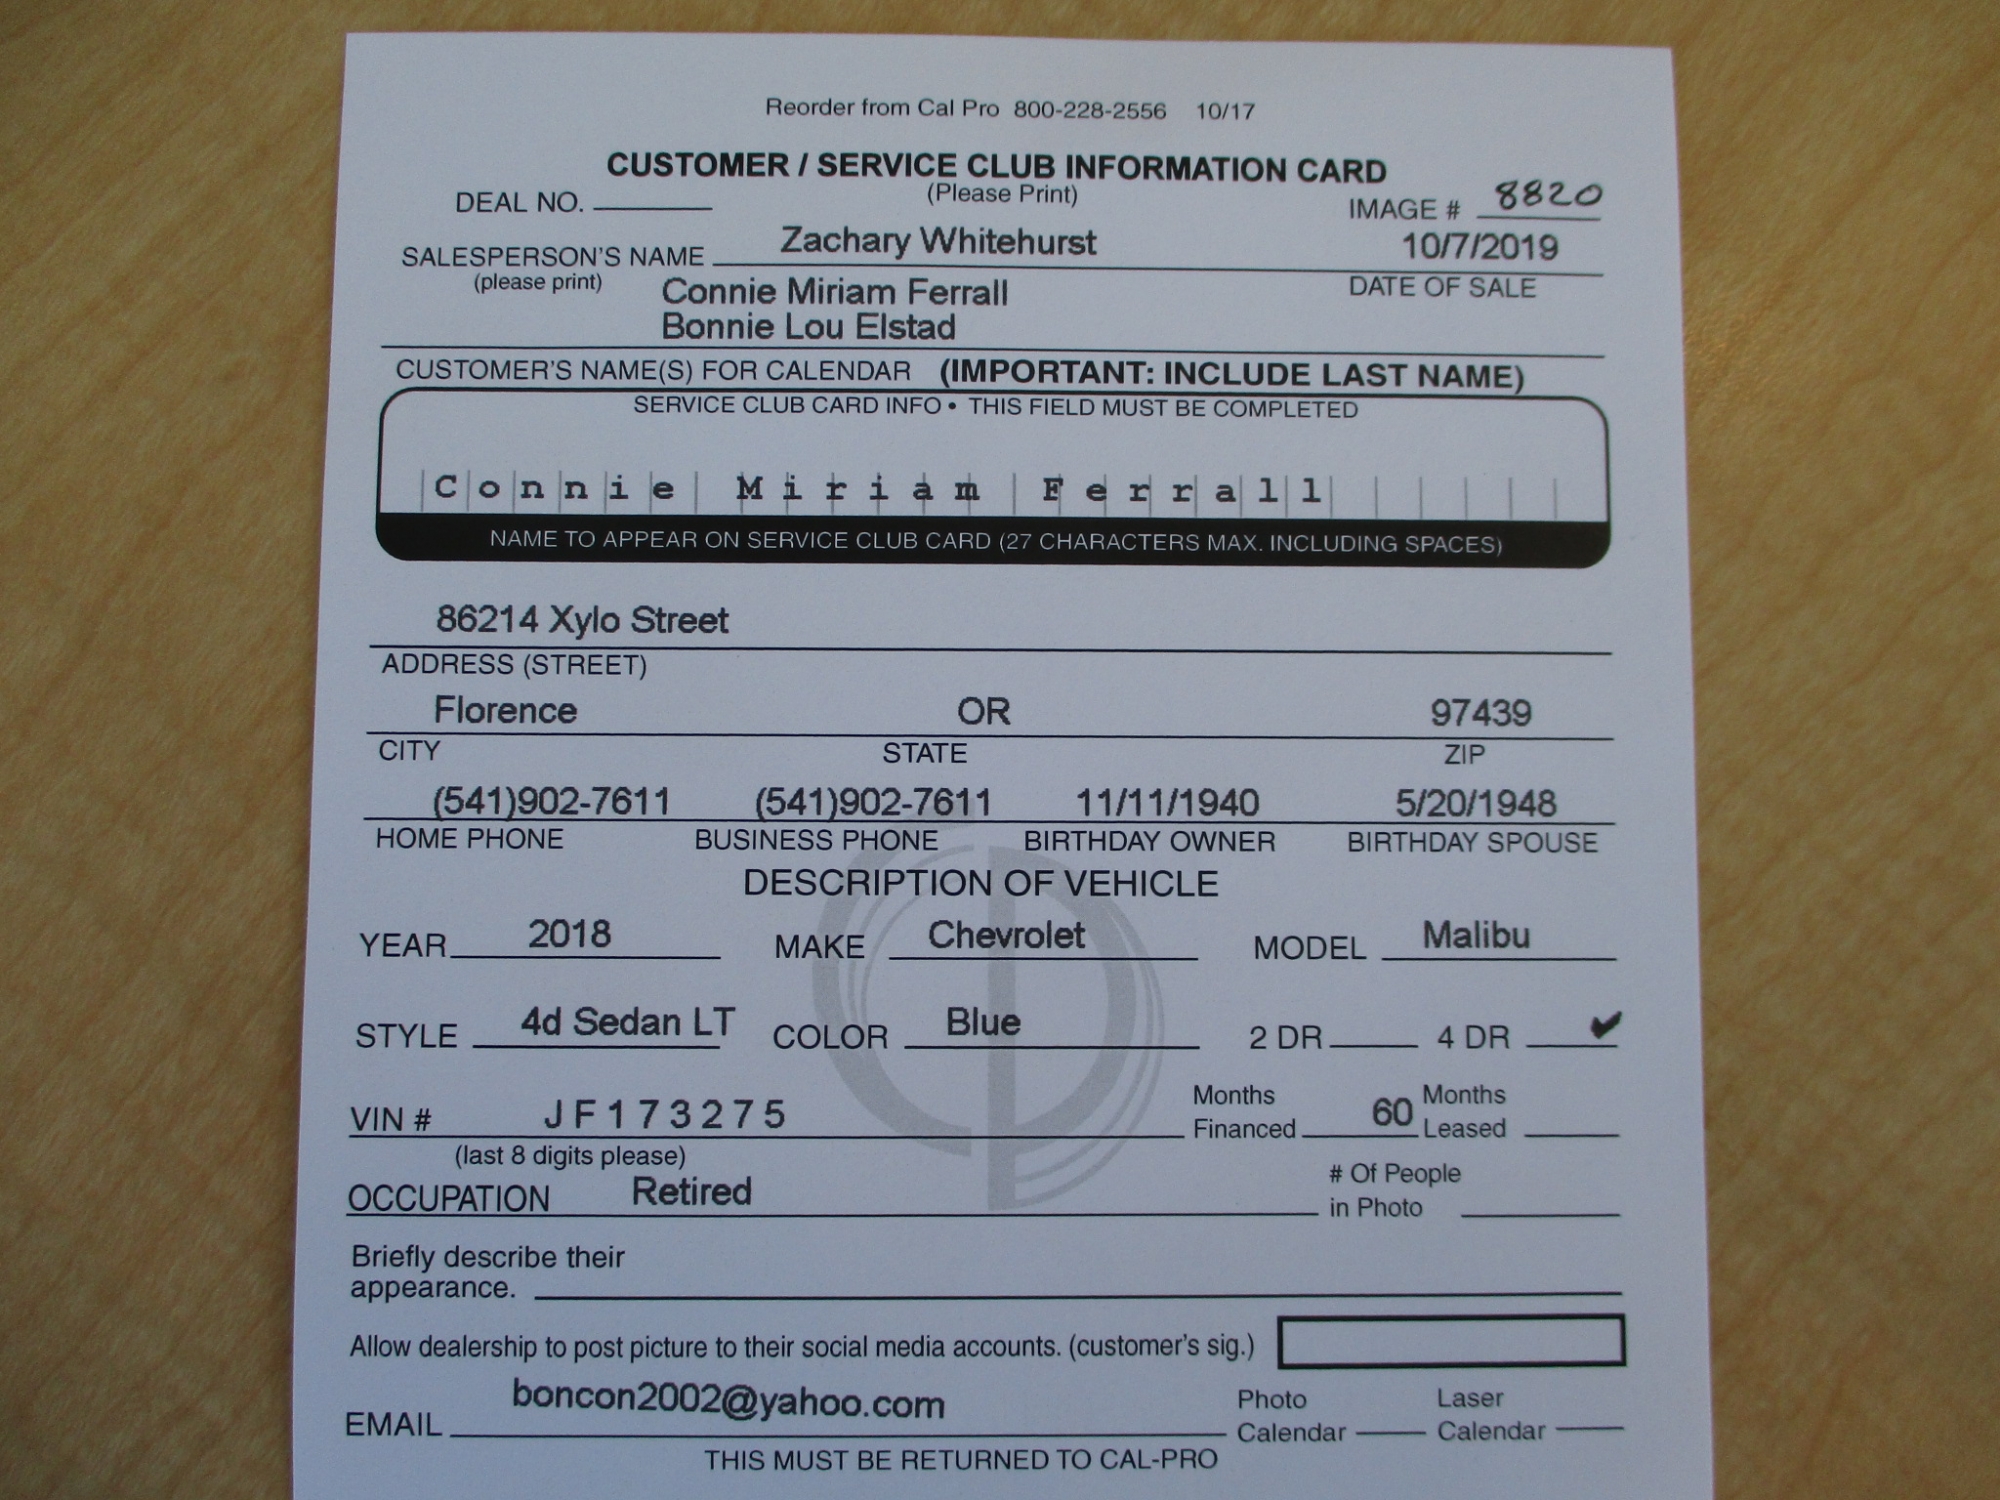 Reorder from Cal Pro 800-228-2556 10/17
CUSTOMER / SERVICE CLUB INFORMATION CARD
(Please Print)
DEAL NO.
IMAGE # 8820
SALESPERSON'S NAME Zachary Whitehurst 10/7/2019
(please print) DATE OF SALE
Connie Miriam Ferrall
Bonnie Lou Elstad
CUSTOMER'S NAME(S) FOR CALENDAR (IMPORTANT: INCLUDE LAST NAME)
SERVICE CLUB CARD INFO • THIS FIELD MUST BE COMPLETED
Connie Miriam Ferrall
NAME TO APPEAR ON SERVICE CLUB CARD (27 CHARACTERS MAX. INCLUDING SPACES)
86214 Xylo Street
ADDRESS (STREET)
Florence OR 97439
CITY STATE ZIP
(541)902-7611 (541)902-7611 11/11/1940 5/20/1948
HOME PHONE BUSINESS PHONE BIRTHDAY OWNER BIRTHDAY SPOUSE
DESCRIPTION OF VEHICLE
YEAR 2018 MAKE Chevrolet MODEL Malibu
STYLE 4d Sedan LT COLOR Blue 2 DR 4 DR ✔
VIN # JF173275 Months Financed 60 Months Leased
(last 8 digits please)
OCCUPATION Retired # Of People in Photo
Briefly describe their
appearance.
Allow dealership to post picture to their social media accounts. (customer's sig.)
EMAIL boncon2002@yahoo.com Photo Calendar Laser Calendar
THIS MUST BE RETURNED TO CAL-PRO